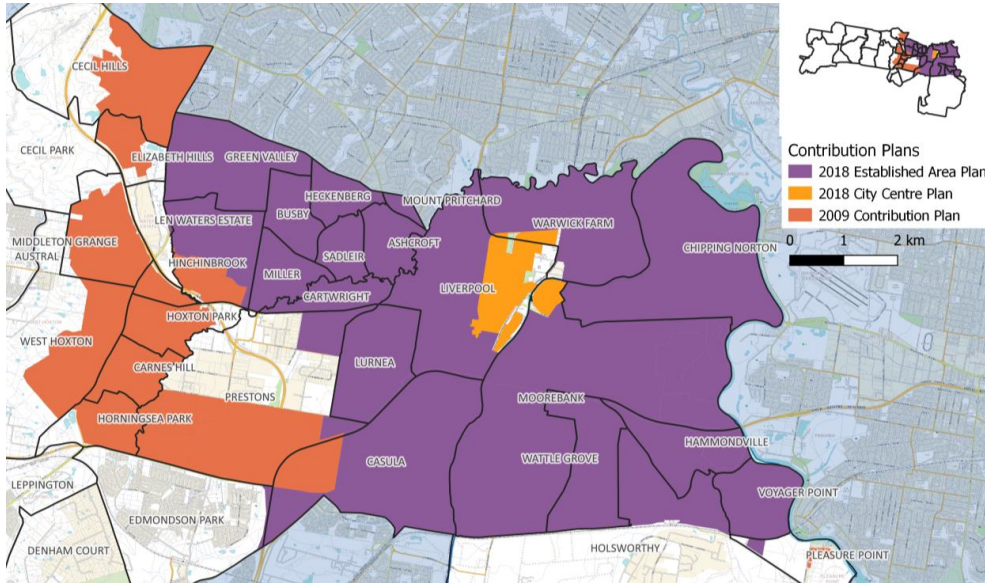 CECIL HILLS
CECIL PARK
ELIZABETH HILLS
GREEN VALLEY
HECKENBERG
MOUNT PRITCHARD
BUSBY
LEN WATERS ESTATE
WARWICK FARM
MIDDLETON GRANGE
AUSTRAL
ASHCROFT
CHIPPING NORTON
SADLEIR
HINCHINBROOK
MILLER
LIVERPOOL
CARTWRIGHT
HOXTON PARK
WEST HOXTON
CARNES HILL
LURNEA
PRESTONS
MOOREBANK
HORNINGSEA PARK
HAMMONDVILLE
CASULA
WATTLE GROVE
LEPPINGTON
VOYAGER POINT
EDMONDSON PARK
DENHAM COURT
HOLSWORTHY
PLEASURE POINT
Contribution Plans
2018 Established Area Plan
2018 City Centre Plan
2009 Contribution Plan
0 1 2 km